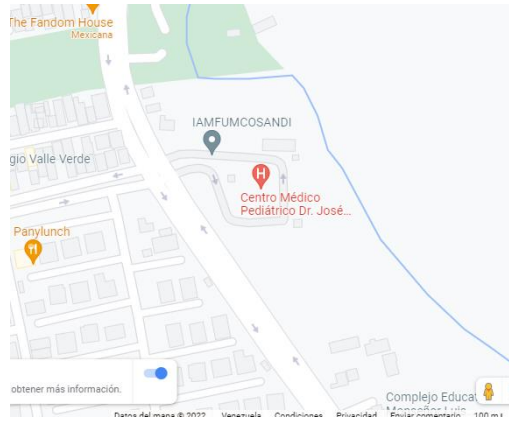 The Fandom House
Mexicana
IAMFUMCOSANDI
gio Valle Verde
H
Centro Médico
Pediátrico Dr. José...
Panylunch
obtener más información.
Complejo Educa
Monseñor Luis
Datos del mapa © 2022 Venezuela Condiciones Privacidad Enviar comentario 100 m